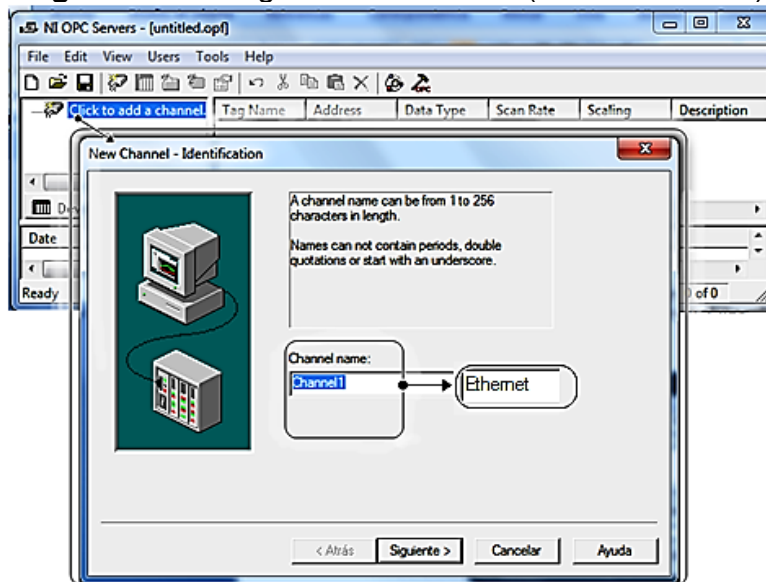 NI OPC Servers - [untitled.opf]
File Edit View Users Tools Help
Click to add a channel. Tag Name Address Data Type Scan Rate Scaling Description
New Channel - Identification
A channel name can be from 1 to 256
characters in length.
Names can not contain periods, double
quotations or start with an underscore.
Date
Ready
of 0
Channel name:
Channel1
Ethernet
< Atrás Siguiente > Cancelar Ayuda